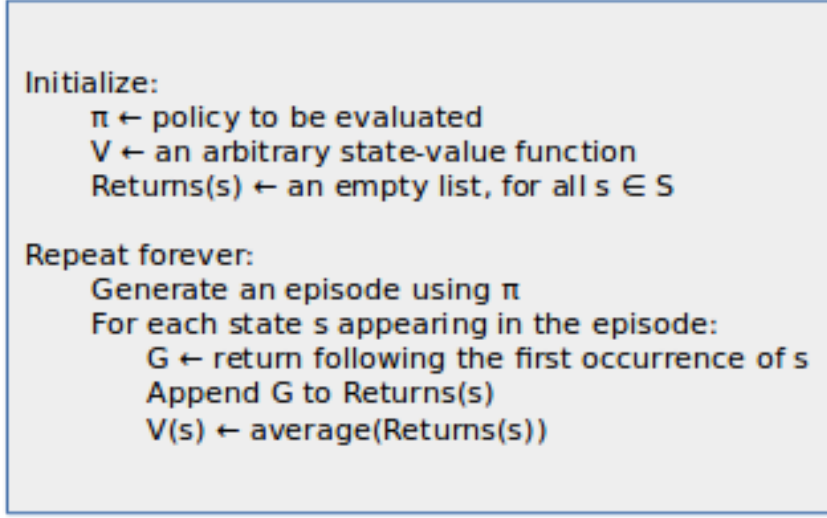 Initialize:
π ← policy to be evaluated
V ← an arbitrary state-value function
Returns(s) ← an empty list, for all s ∈ S
Repeat forever:
Generate an episode using π
For each state s appearing in the episode:
G ← return following the first occurrence of s
Append G to Returns(s)
V(s) ← average(Returns(s))